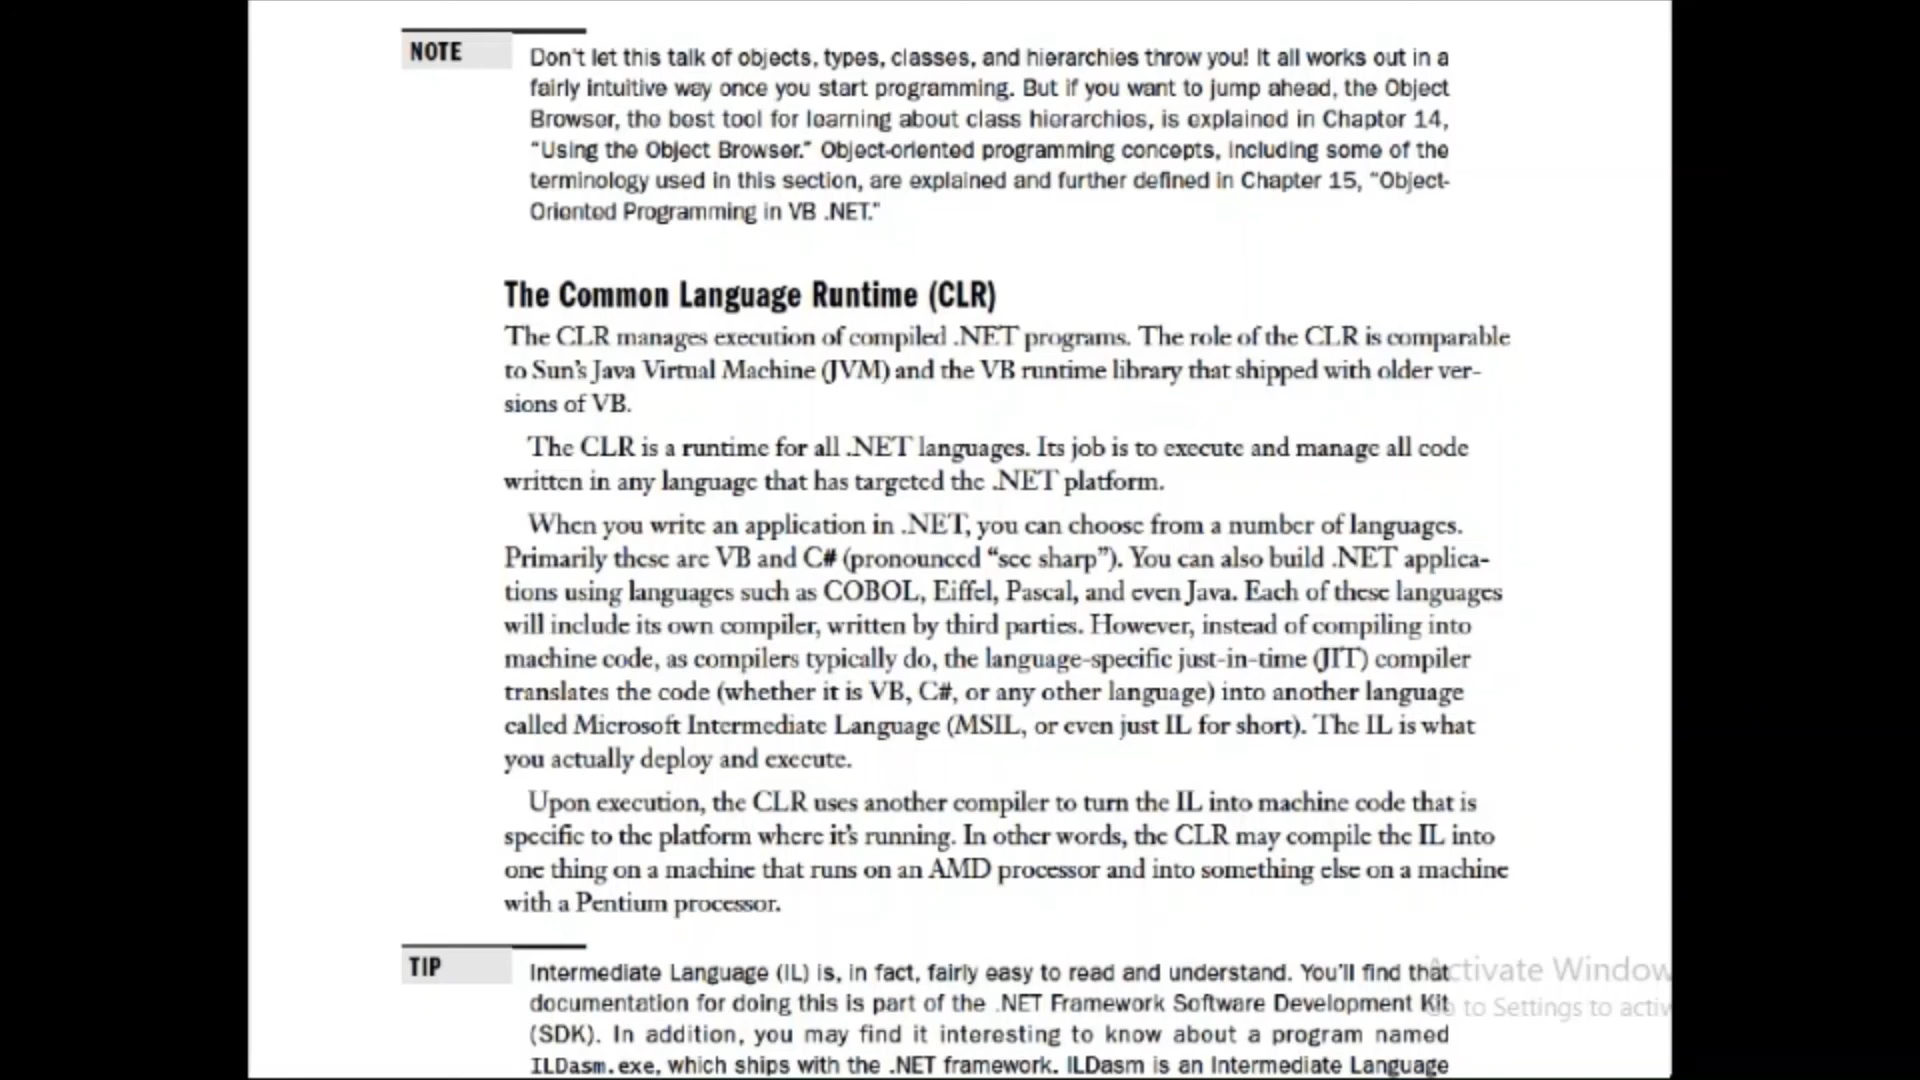 NOTE
Don't let this talk of objects, types, classes, and hierarchies throw you! It all works out in a
fairly intuitive way once you start programming. But if you want to jump ahead, the Object
Browser, the best tool for learning about class hierarchies, is explained in Chapter 14,
"Using the Object Browser." Object-oriented programming concepts, including some of the
terminology used in this section, are explained and further defined in Chapter 15, "Object-
Oriented Programming in VB .NET."
The Common Language Runtime (CLR)
The CLR manages execution of compiled .NET programs. The role of the CLR is comparable
to Sun's Java Virtual Machine (JVM) and the VB runtime library that shipped with older ver-
sions of VB.
The CLR is a runtime for all .NET languages. Its job is to execute and manage all code
written in any language that has targeted the .NET platform.
When you write an application in .NET, you can choose from a number of languages.
Primarily these are VB and C# (pronounced "see sharp"). You can also build .NET applica-
tions using languages such as COBOL, Eiffel, Pascal, and even Java. Each of these languages
will include its own compiler, written by third parties. However, instead of compiling into
machine code, as compilers typically do, the language-specific just-in-time (JIT) compiler
translates the code (whether it is VB, C#, or any other language) into another language
called Microsoft Intermediate Language (MSIL, or even just IL for short). The IL is what
you actually deploy and execute.
Upon execution, the CLR uses another compiler to turn the IL into machine code that is
specific to the platform where it's running. In other words, the CLR may compile the IL into
one thing on a machine that runs on an AMD processor and into something else on a machine
with a Pentium processor.
TIP
Intermediate Language (IL) is, in fact, fairly easy to read and understand. You'll find that
documentation for doing this is part of the .NET Framework Software Development Kit
(SDK). In addition, you may find it interesting to know about a program named
ILDasm.exe, which ships with the .NET framework. ILDasm is an Intermediate Language
Activate Window
to Settings to activ